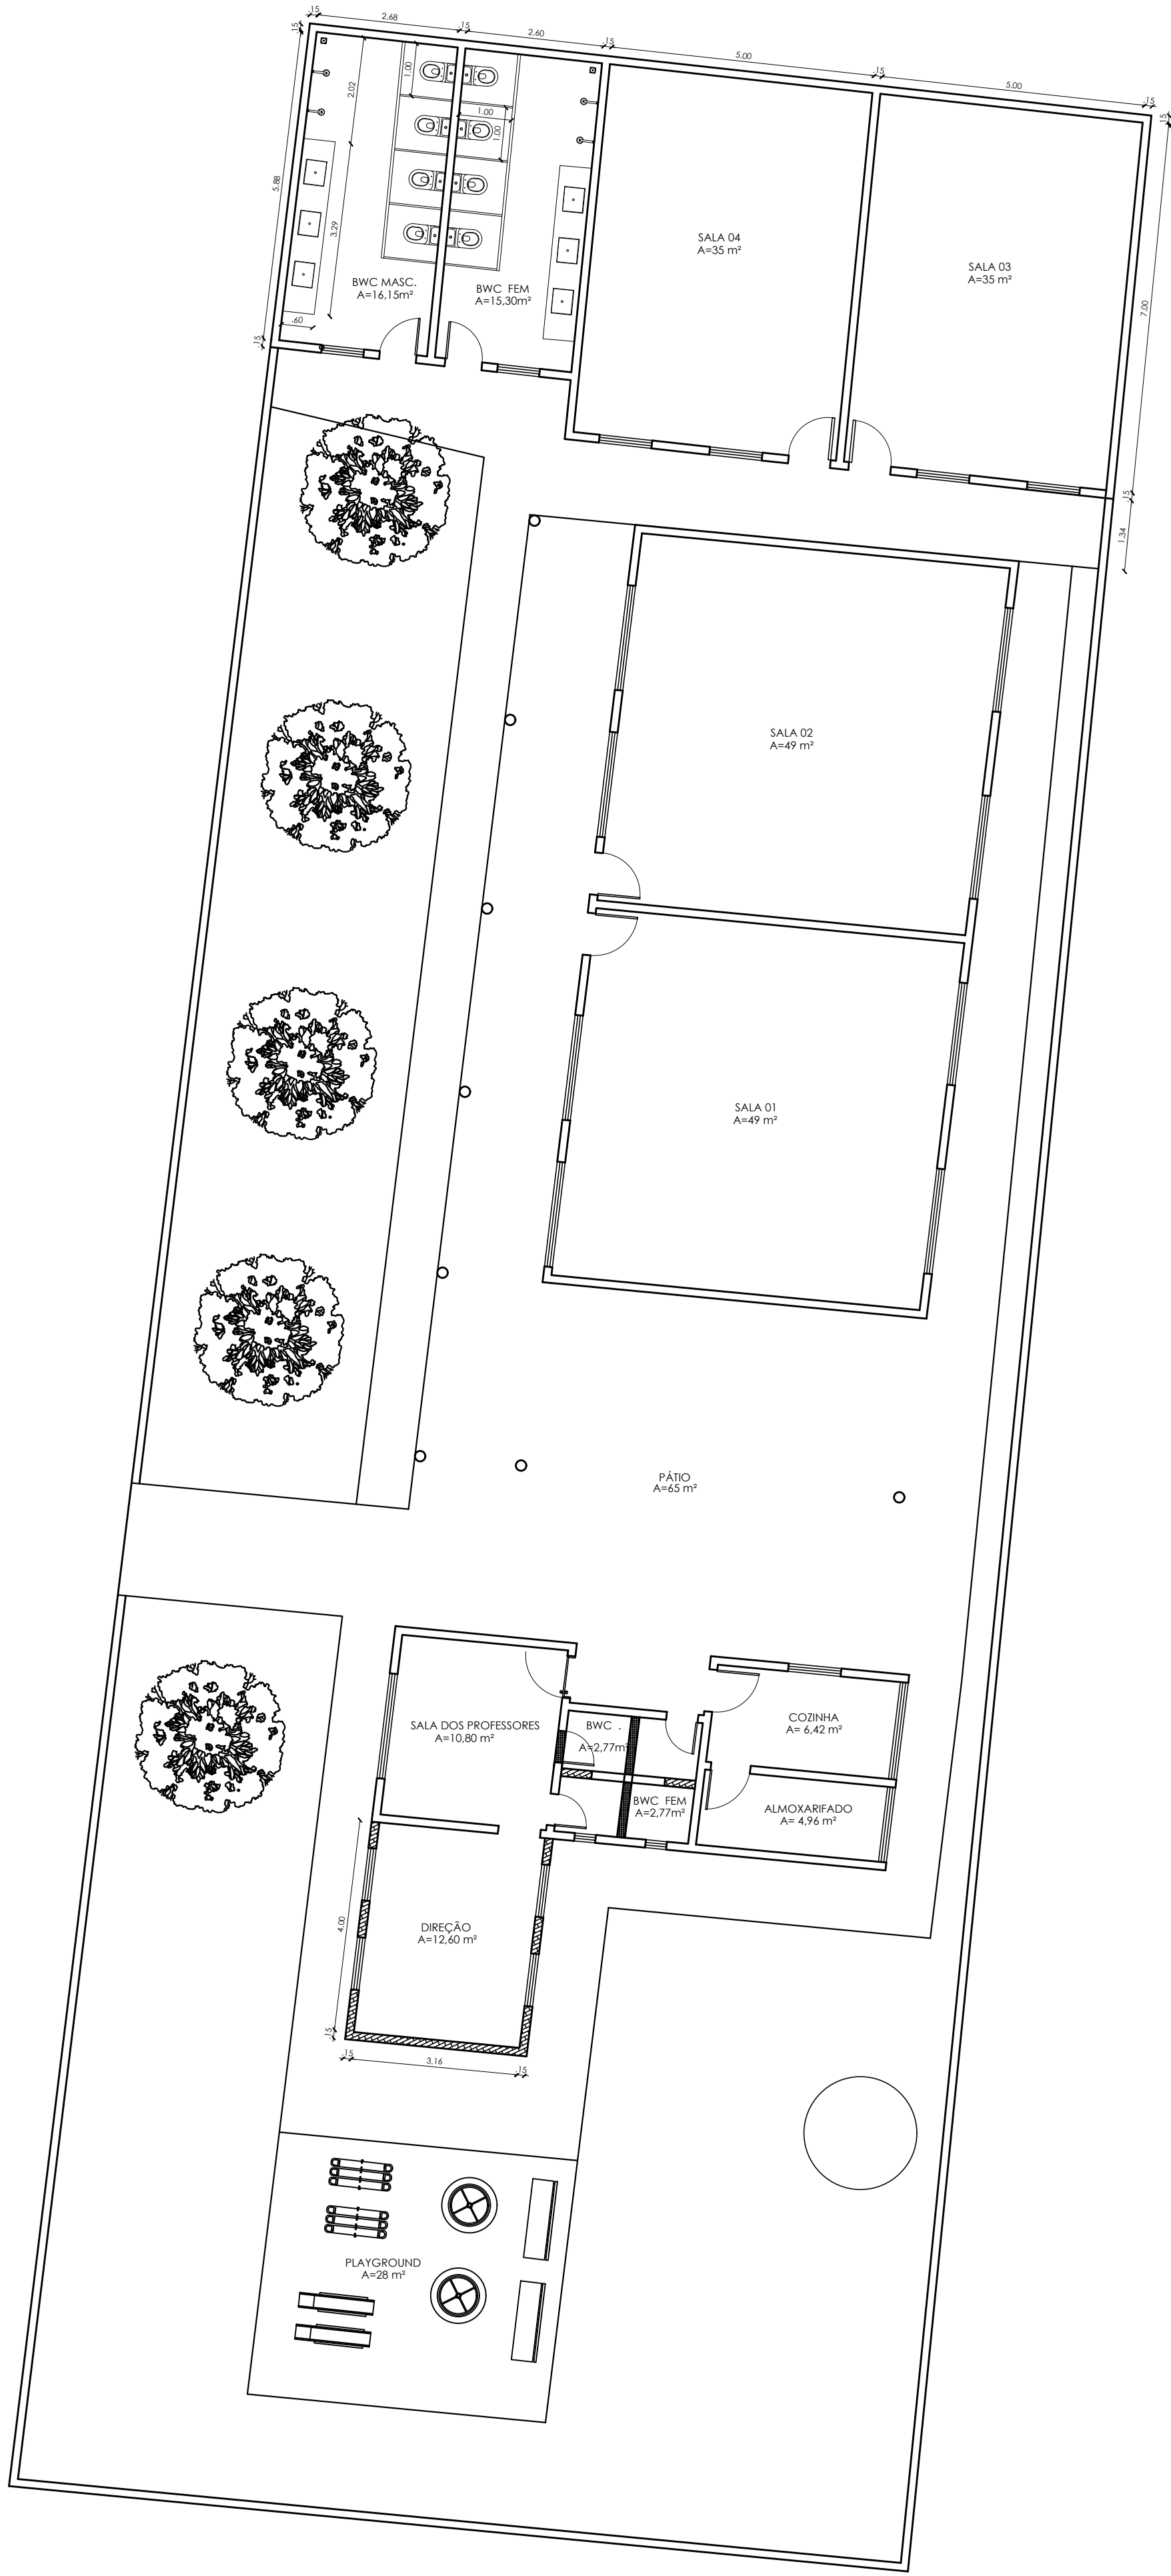 .15
2.68
.15
2.60
.15
5.00
.15
5.00
.15
.15
.15
1.00
2.02
1.00
1.00
5.88
3.29
SALA 04
A=35 m²
SALA 03
A=35 m²
BWC MASC.
A=16,15m²
BWC FEM
A=15,30m²
7.00
.60
.15
.15
1.34
SALA 02
A=49 m²
SALA 01
A=49 m²
PÁTIO
A=65 m²
SALA DOS PROFESSORES
A=10,80 m²
BWC .
A=2,77m²
COZINHA
A= 6,42 m²
BWC FEM
A=2,77m²
ALMOXARIFADO
A= 4,96 m²
4.00
DIREÇÃO
A=12,60 m²
.15
.15
3.16
.15
PLAYGROUND
A=28 m²